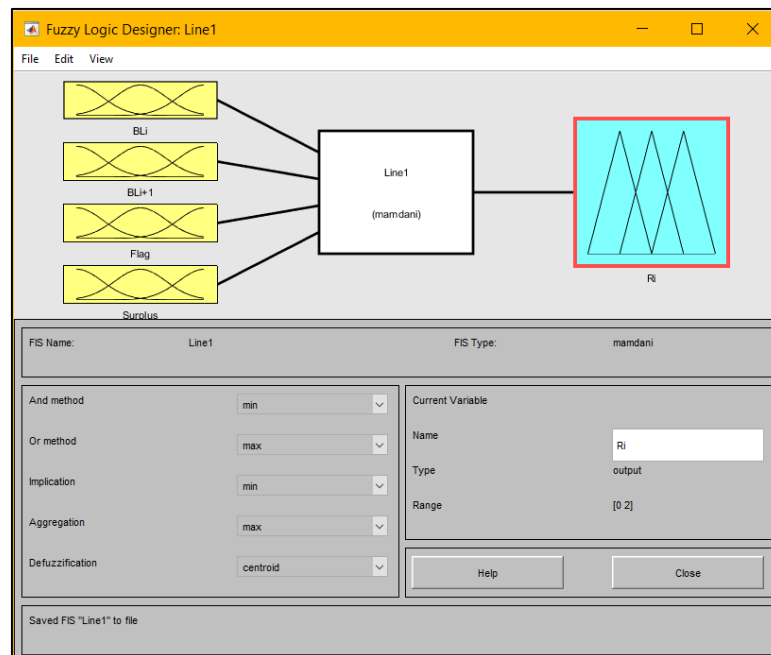 Fuzzy Logic Designer: Line1
File Edit View
BLi
BLi+1
Flag
Surplus
Line1
(mamdani)
Ri
FIS Name: Line1 FIS Type: mamdani
And method min
Or method max
Implication min
Aggregation max
Defuzzification centroid
Current Variable
Name Ri
Type output
Range [0 2]
Help Close
Saved FIS "Line1" to file